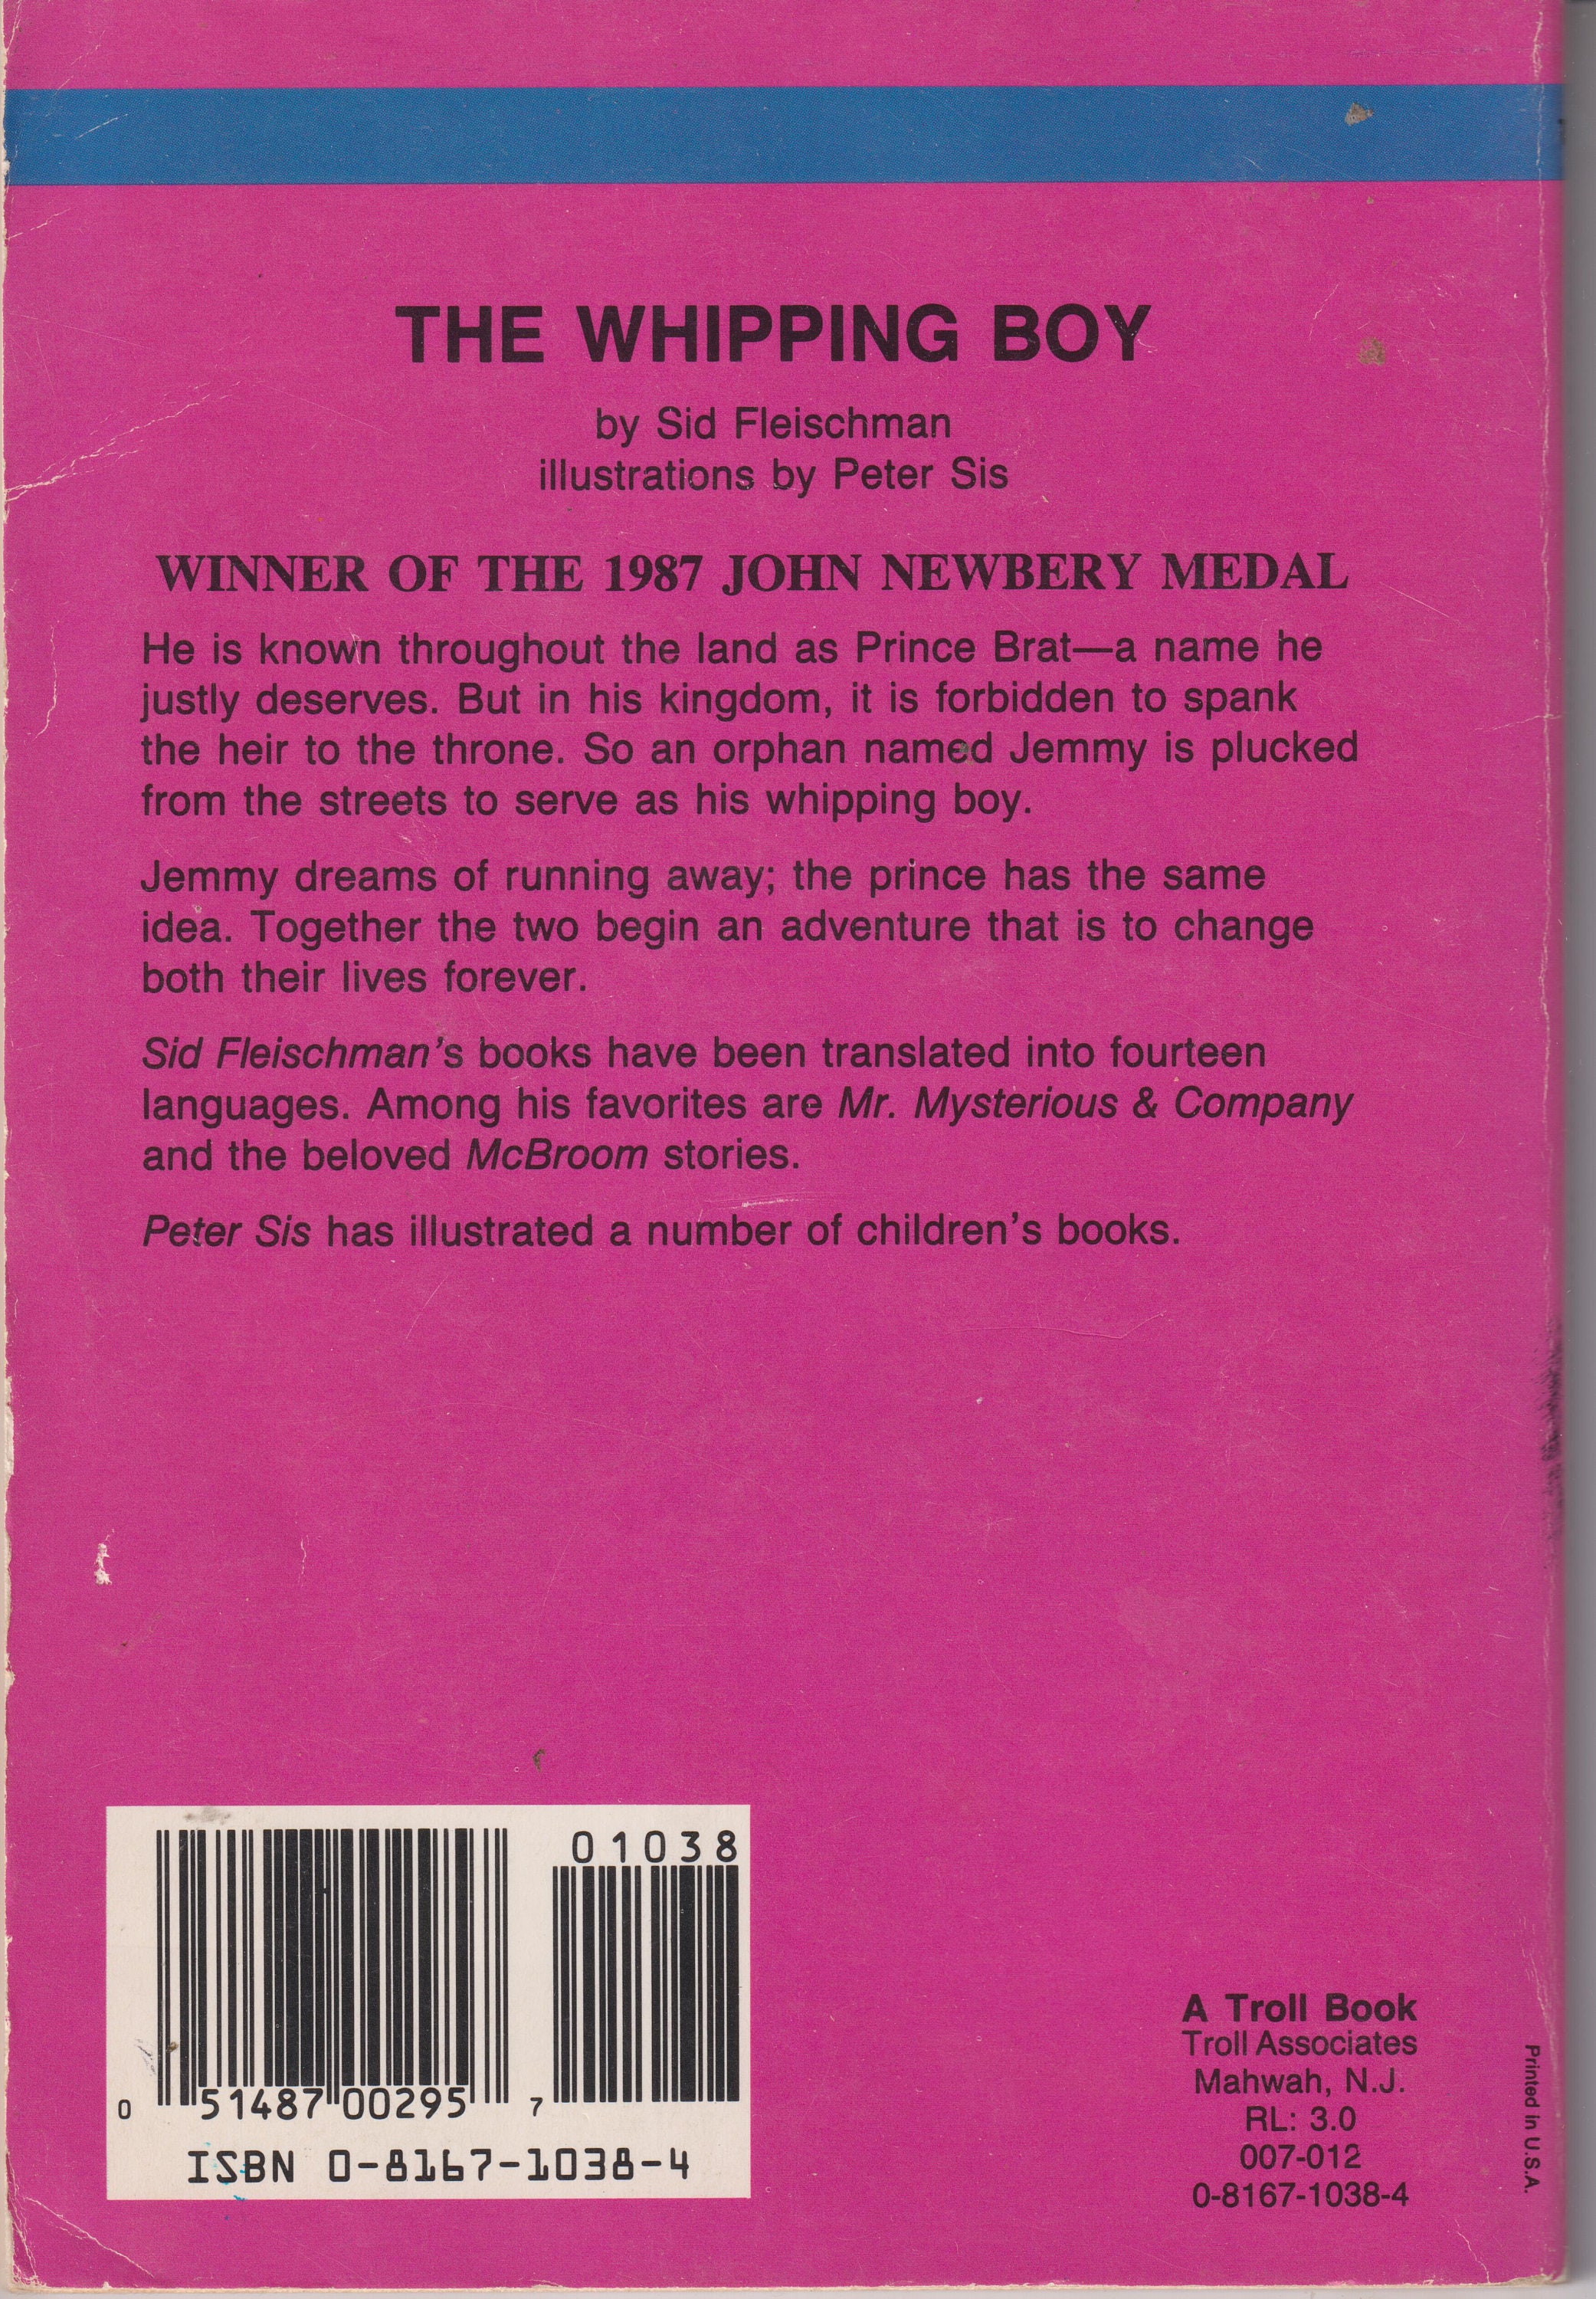 THE WHIPPING BOY
by Sid Fleischman
illustrations by Peter Sis
WINNER OF THE 1987 JOHN NEWBERY MEDAL
He is known throughout the land as Prince Brat—a name he
justly deserves. But in his kingdom, it is forbidden to spank
the heir to the throne. So an orphan named Jemmy is plucked
from the streets to serve as his whipping boy.
Jemmy dreams of running away; the prince has the same
idea. Together the two begin an adventure that is to change
both their lives forever.
Sid Fleischman's books have been translated into fourteen
languages. Among his favorites are Mr. Mysterious & Company
and the beloved McBroom stories.
Peter Sis has illustrated a number of children's books.
01038
0 51487 00295 7
ISBN 0-8167-1038-4
A Troll Book
Troll Associates
Mahwah, N.J.
RL: 3.0
007-012
0-8167-1038-4
Printed in U.S.A.